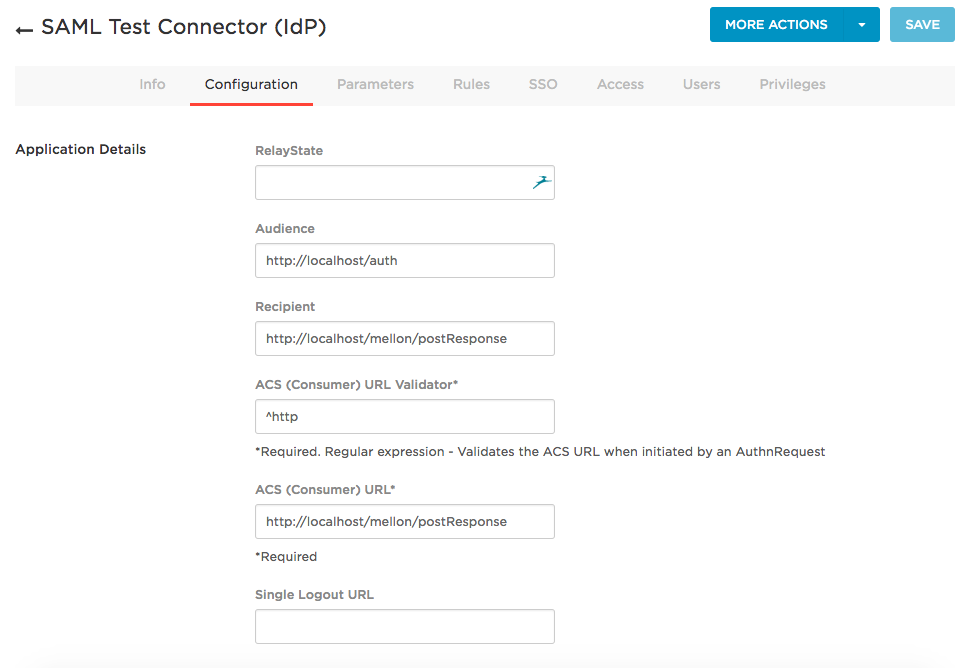 ← SAML Test Connector (IdP)
MORE ACTIONS
SAVE
Info Configuration Parameters Rules SSO Access Users Privileges
Application Details
RelayState
Audience
http://localhost/auth
Recipient
http://localhost/mellon/postResponse
ACS (Consumer) URL Validator*
^http
*Required. Regular expression - Validates the ACS URL when initiated by an AuthnRequest
ACS (Consumer) URL*
http://localhost/mellon/postResponse
*Required
Single Logout URL